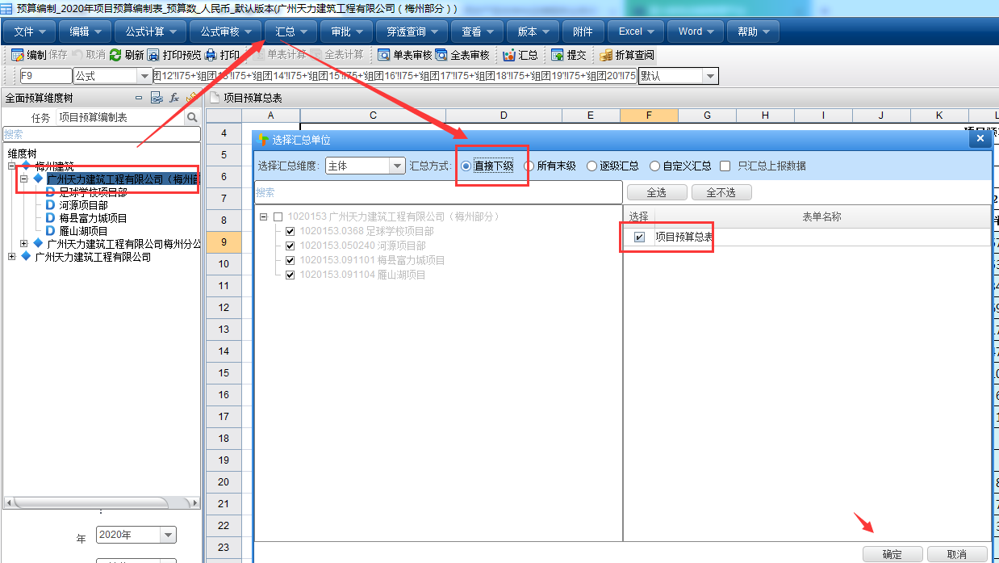 预算编制_2020年项目预算编制表_预算数_人民币_默认版本(广州天力建筑工程有限公司（梅州部分）)
文件 编辑 公式计算 公式审核 汇总 审批 穿透查询 查看 版本 附件 Excel Word 帮助
编制 保存 取消 刷新 打印预览 打印 单表计算 全表计算 单表审核 全表审核 汇总 提交 折算查阅
F9 公式 团12'!I75+'组团13'!I75+'组团14'!I75+'组团15'!I75+'组团16'!I75+'组团17'!I75+'组团18'!I75+'组团19'!I75+'组团20'!I75 默认
全面预算维度树 fx 项目预算总表
任务 项目预算编制表
搜索
A C D E F G H I J K L
维度树
梅州建筑
广州天力建筑工程有限公司（梅州部
足球学校项目部
河源项目部
梅县富力城项目
雁山湖项目
广州天力建筑工程有限公司梅州分公
广州天力建筑工程有限公司
年 2020年
4
5
6
7
8
9
10
11
12
13
14
15
16
17
18
19
20
21
22
23
选择汇总单位
选择汇总维度: 主体 汇总方式: 直接下级 所有末级 逐级汇总 自定义汇总 只汇总上报数据
搜索 全选 全不选
1020153 广州天力建筑工程有限公司（梅州部分）
1020153.0368 足球学校项目部
1020153.050240 河源项目部
1020153.091101 梅县富力城项目
1020153.091104 雁山湖项目
选择 表单名称
项目预算总表
确定 取消